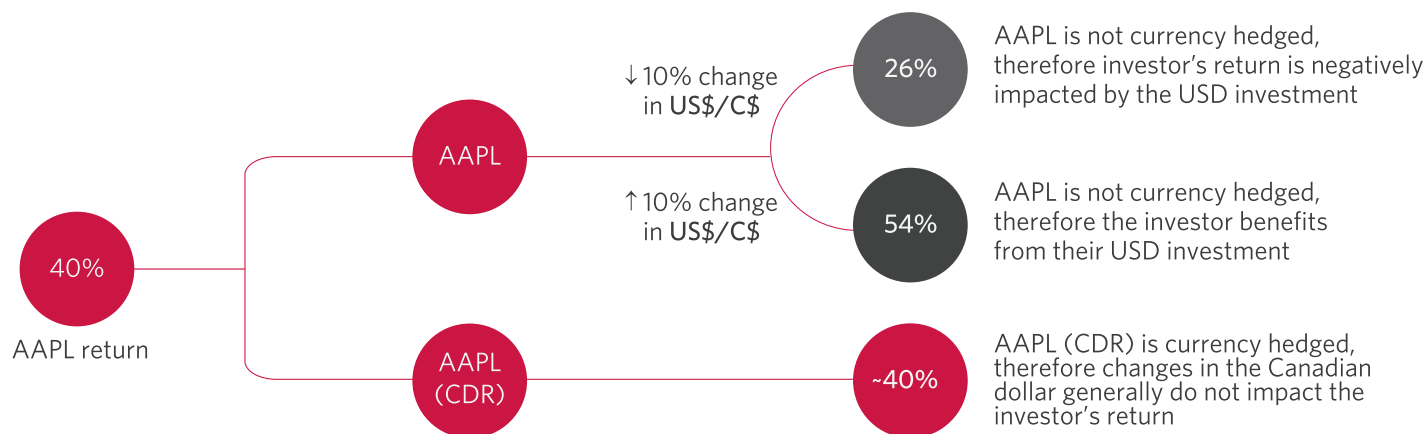 40%
AAPL return
AAPL
↓ 10% change
in US$/C$
↑ 10% change
in US$/C$
26%
AAPL is not currency hedged,
therefore investor's return is negatively
impacted by the USD investment
54%
AAPL is not currency hedged,
therefore the investor benefits
from their USD investment
AAPL
(CDR)
~40%
AAPL (CDR) is currency hedged,
therefore changes in the Canadian
dollar generally do not impact the
investor's return